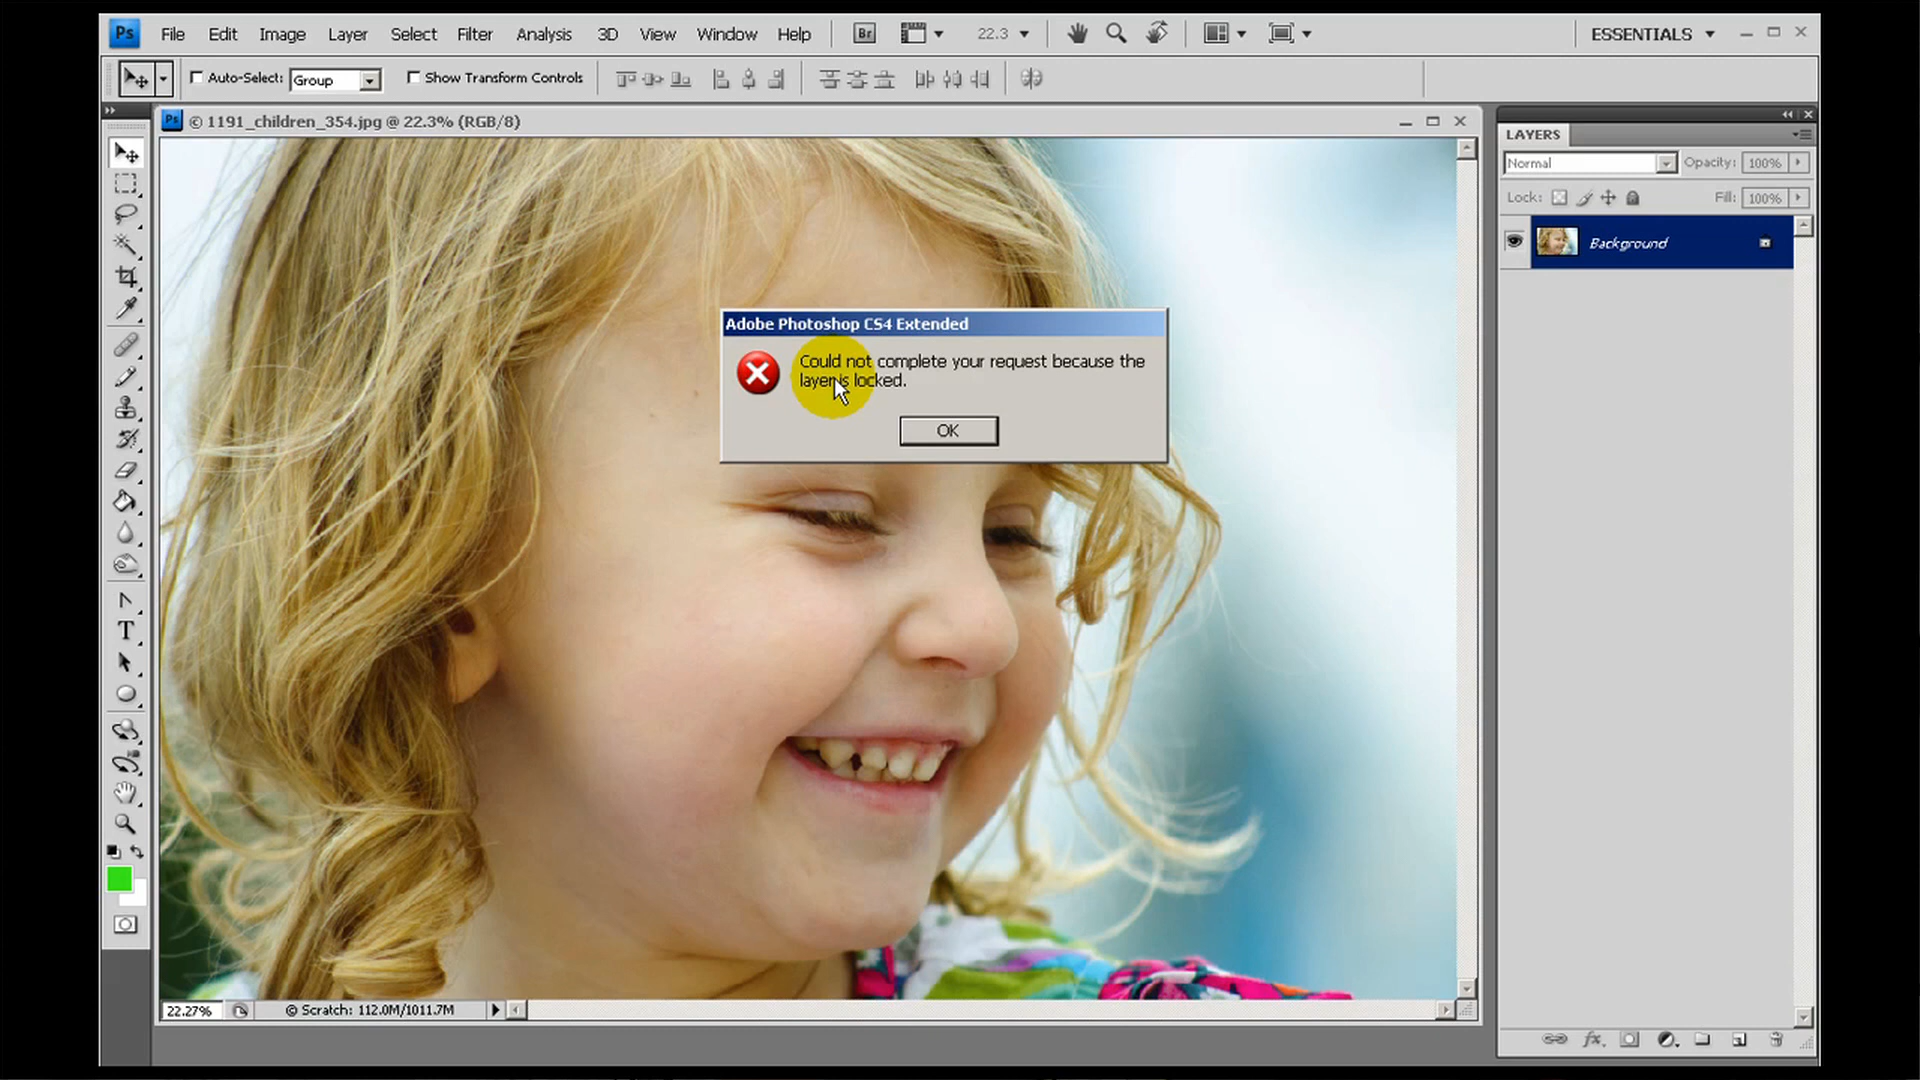 Ps File Edit Image Layer Select Filter Analysis 3D View Window Help Br 22.3 ESSENTIALS
Auto-Select: Group Show Transform Controls
Ps © 1191_children_354.jpg @ 22.3% (RGB/8)
LAYERS
Normal Opacity: 100%
Lock: Fill: 100%
Background
Adobe Photoshop CS4 Extended
Could not complete your request because the
layer is locked.
OK
T
fx
22.27% © Scratch: 112.0M/1011.7M